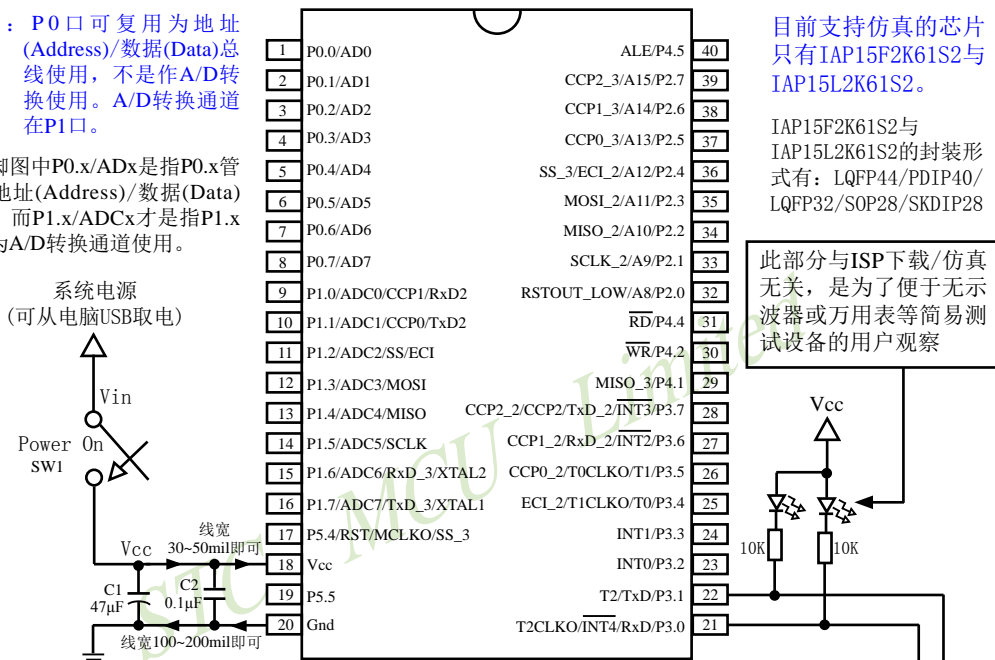 ：P0口可复用为地址
(Address)/数据(Data)总
线使用，不是作A/D转
换使用。A/D转换通道
在P1口。
脚图中P0.x/ADx是指P0.x管
地址(Address)/数据(Data)
而P1.x/ADCx才是指P1.x
为A/D转换通道使用。
系统电源
(可从电脑USB取电)
Vin
Power On
SW1
Vcc
线宽
30~50mil即可
C1
47μF
C2
0.1μF
线宽100~200mil即可
1 P0.0/AD0
2 P0.1/AD1
3 P0.2/AD2
4 P0.3/AD3
5 P0.4/AD4
6 P0.5/AD5
7 P0.6/AD6
8 P0.7/AD7
9 P1.0/ADC0/CCP1/RxD2
10 P1.1/ADC1/CCP0/TxD2
11 P1.2/ADC2/SS/ECI
12 P1.3/ADC3/MOSI
13 P1.4/ADC4/MISO
14 P1.5/ADC5/SCLK
15 P1.6/ADC6/RxD_3/XTAL2
16 P1.7/ADC7/TxD_3/XTAL1
17 P5.4/RST/MCLKO/SS_3
18 Vcc
19 P5.5
20 Gnd
ALE/P4.5 40
CCP2_3/A15/P2.7 39
CCP1_3/A14/P2.6 38
CCP0_3/A13/P2.5 37
SS_3/ECI_2/A12/P2.4 36
MOSI_2/A11/P2.3 35
MISO_2/A10/P2.2 34
SCLK_2/A9/P2.1 33
RSTOUT_LOW/A8/P2.0 32
RD/P4.4 31
WR/P4.2 30
MISO_3/P4.1 29
CCP2_2/CCP2/TxD_2/INT3/P3.7 28
CCP1_2/RxD_2/INT2/P3.6 27
CCP0_2/T0CLKO/T1/P3.5 26
ECI_2/T1CLKO/T0/P3.4 25
INT1/P3.3 24
INT0/P3.2 23
T2/TxD/P3.1 22
T2CLKO/INT4/RxD/P3.0 21
STC MCU Limited
目前支持仿真的芯片
只有IAP15F2K61S2与
IAP15L2K61S2。
IAP15F2K61S2与
IAP15L2K61S2的封装形
式有：LQFP44/PDIP40/
LQFP32/SOP28/SKDIP28
此部分与ISP下载/仿真
无关，是为了便于无示
波器或万用表等简易测
试设备的用户观察
Vcc
10K
10K